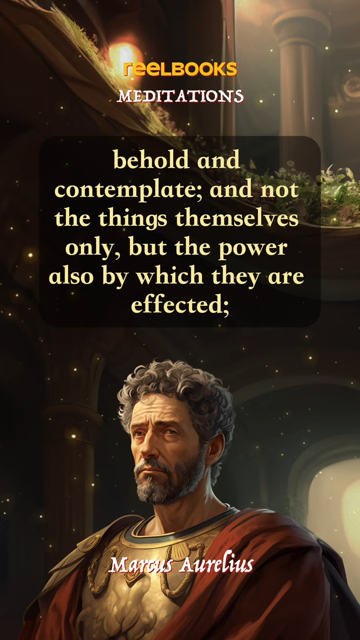 reelBOOKS
MEDITATIONS
behold and
contemplate; and not
the things themselves
only, but the power
also by which they are
effected;
Marcus Aurelius